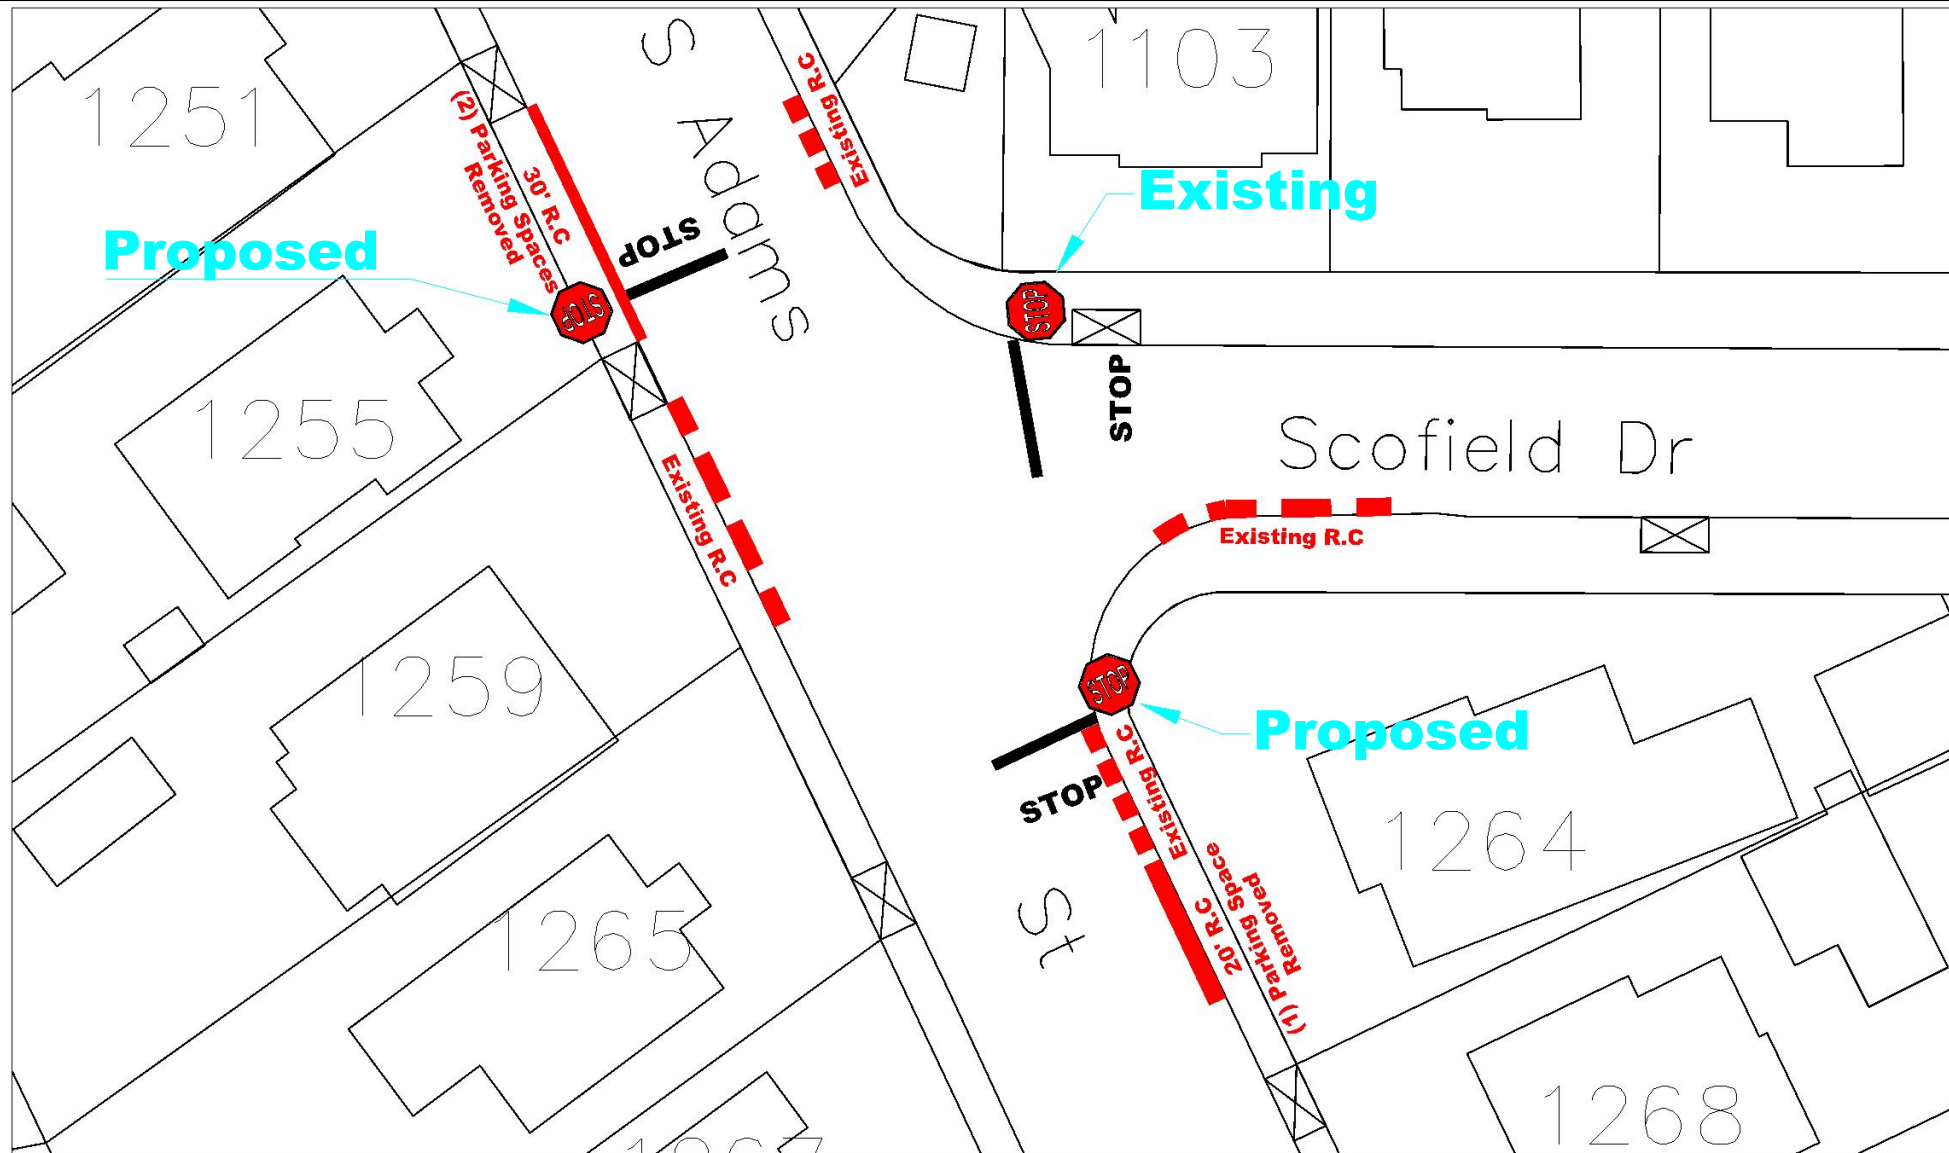 1251
S Adams
Existing R.C
1103
(2) Parking Spaces
Removed
30' R.C
STOP
Existing
Proposed
STOP
STOP
STOP
1255
Existing R.C
Scofield Dr
Existing R.C
1259
STOP
Proposed
STOP
Existing R.C
1264
(1) Parking Space
Removed
20' R.C
St
1265
1268